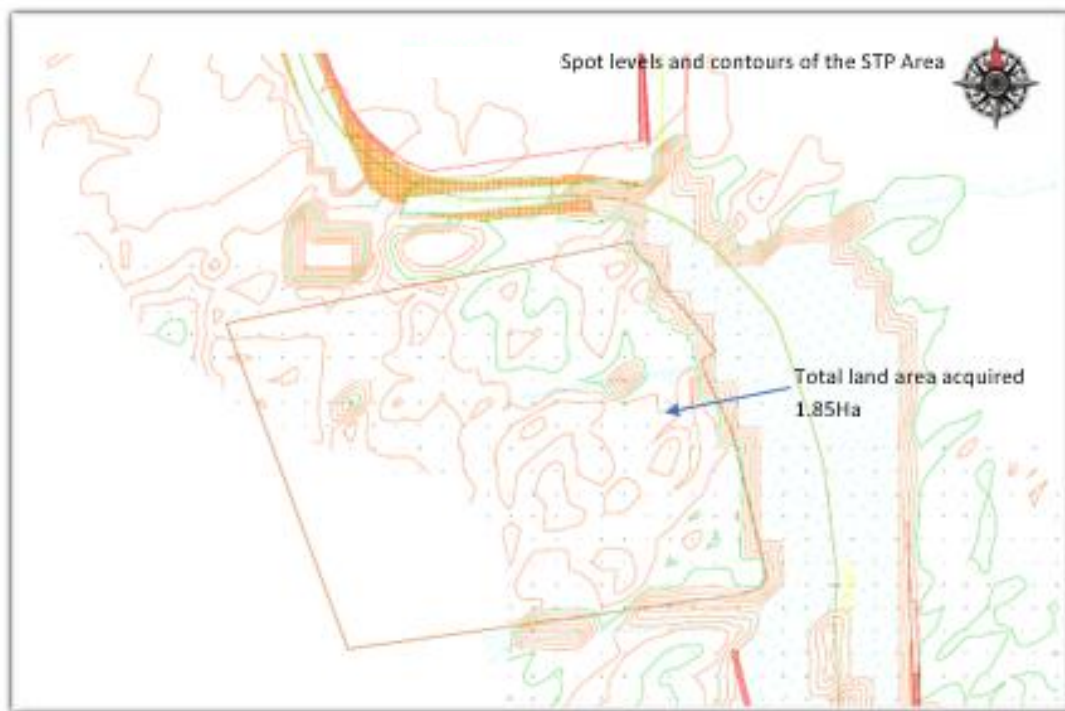 Spot levels and contours of the STP Area
Total land area acquired
1.85Ha